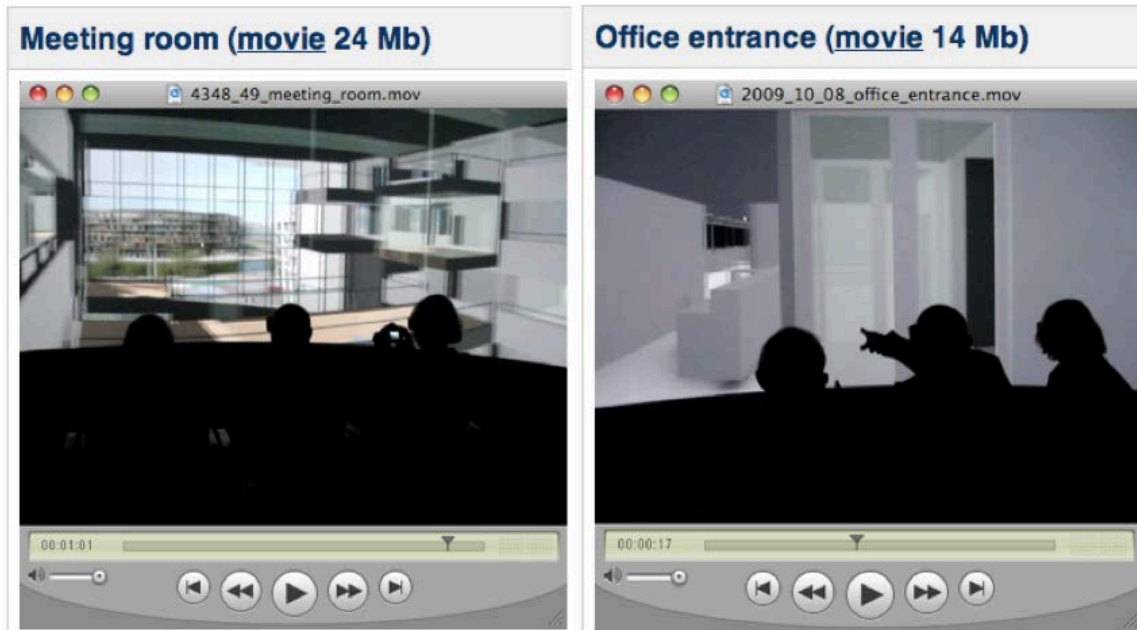 Meeting room (movie 24 Mb)
4348_49_meeting_room.mov
00:01:01
Office entrance (movie 14 Mb)
2009_10_08_office_entrance.mov
00:00:17